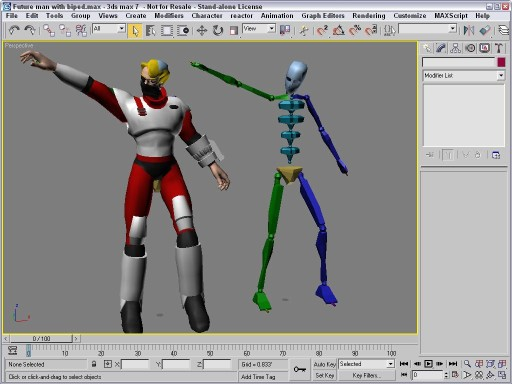 Future man with biped.max - 3ds max 7 - Not for Resale - Stand-alone License
File Edit Tools Group Views Create Modifiers Character reactor Animation Graph Editors Rendering Customize MAXScript Help
All View
Perspective
Modifier List
0 / 100
0 10 20 30 40 50 60 70 80 90 100
None Selected X: Y: Z: Grid = 0.833' Auto Key Selected
Click or click-and-drag to select objects Add Time Tag Set Key Key Filters... 0